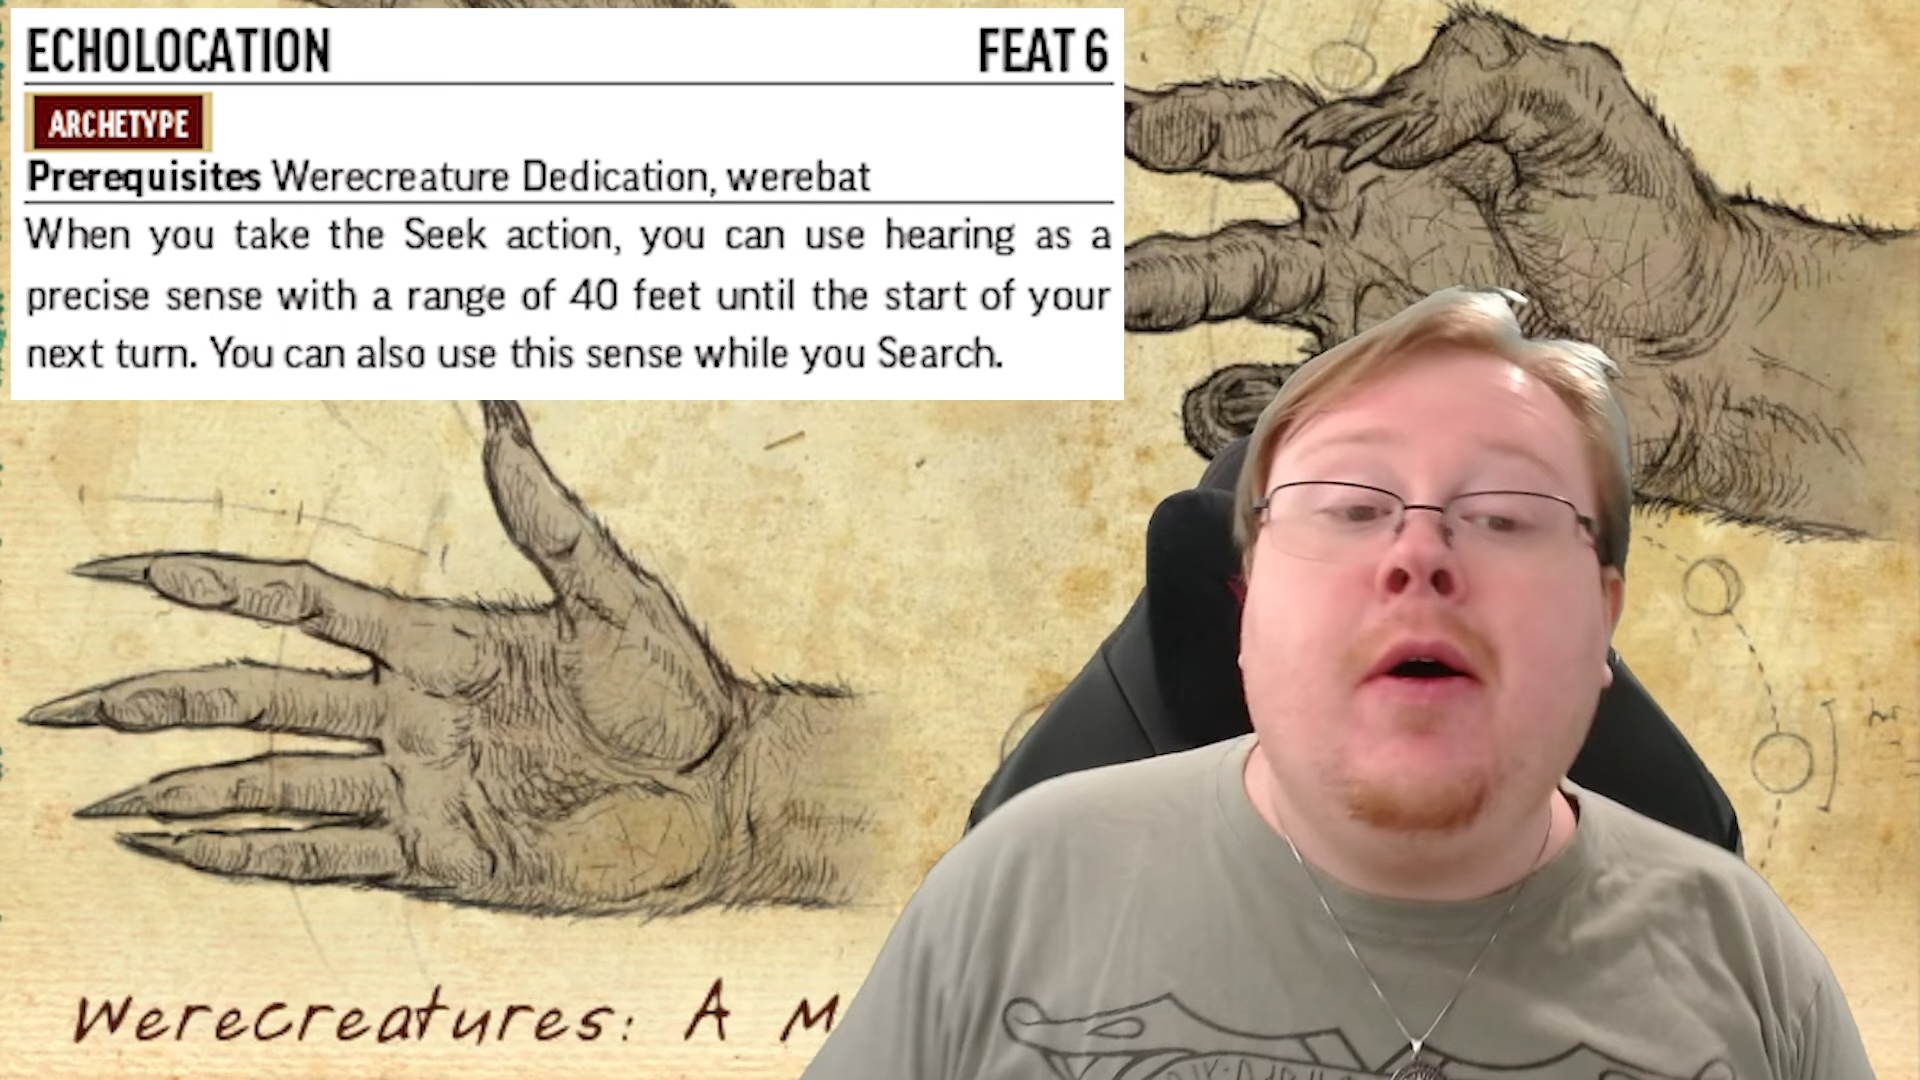 ECHOLOCATION FEAT 6
ARCHETYPE
Prerequisites Werecreature Dedication, werebat
When you take the Seek action, you can use hearing as a
precise sense with a range of 40 feet until the start of your
next turn. You can also use this sense while you Search.
Werecreatures: A M